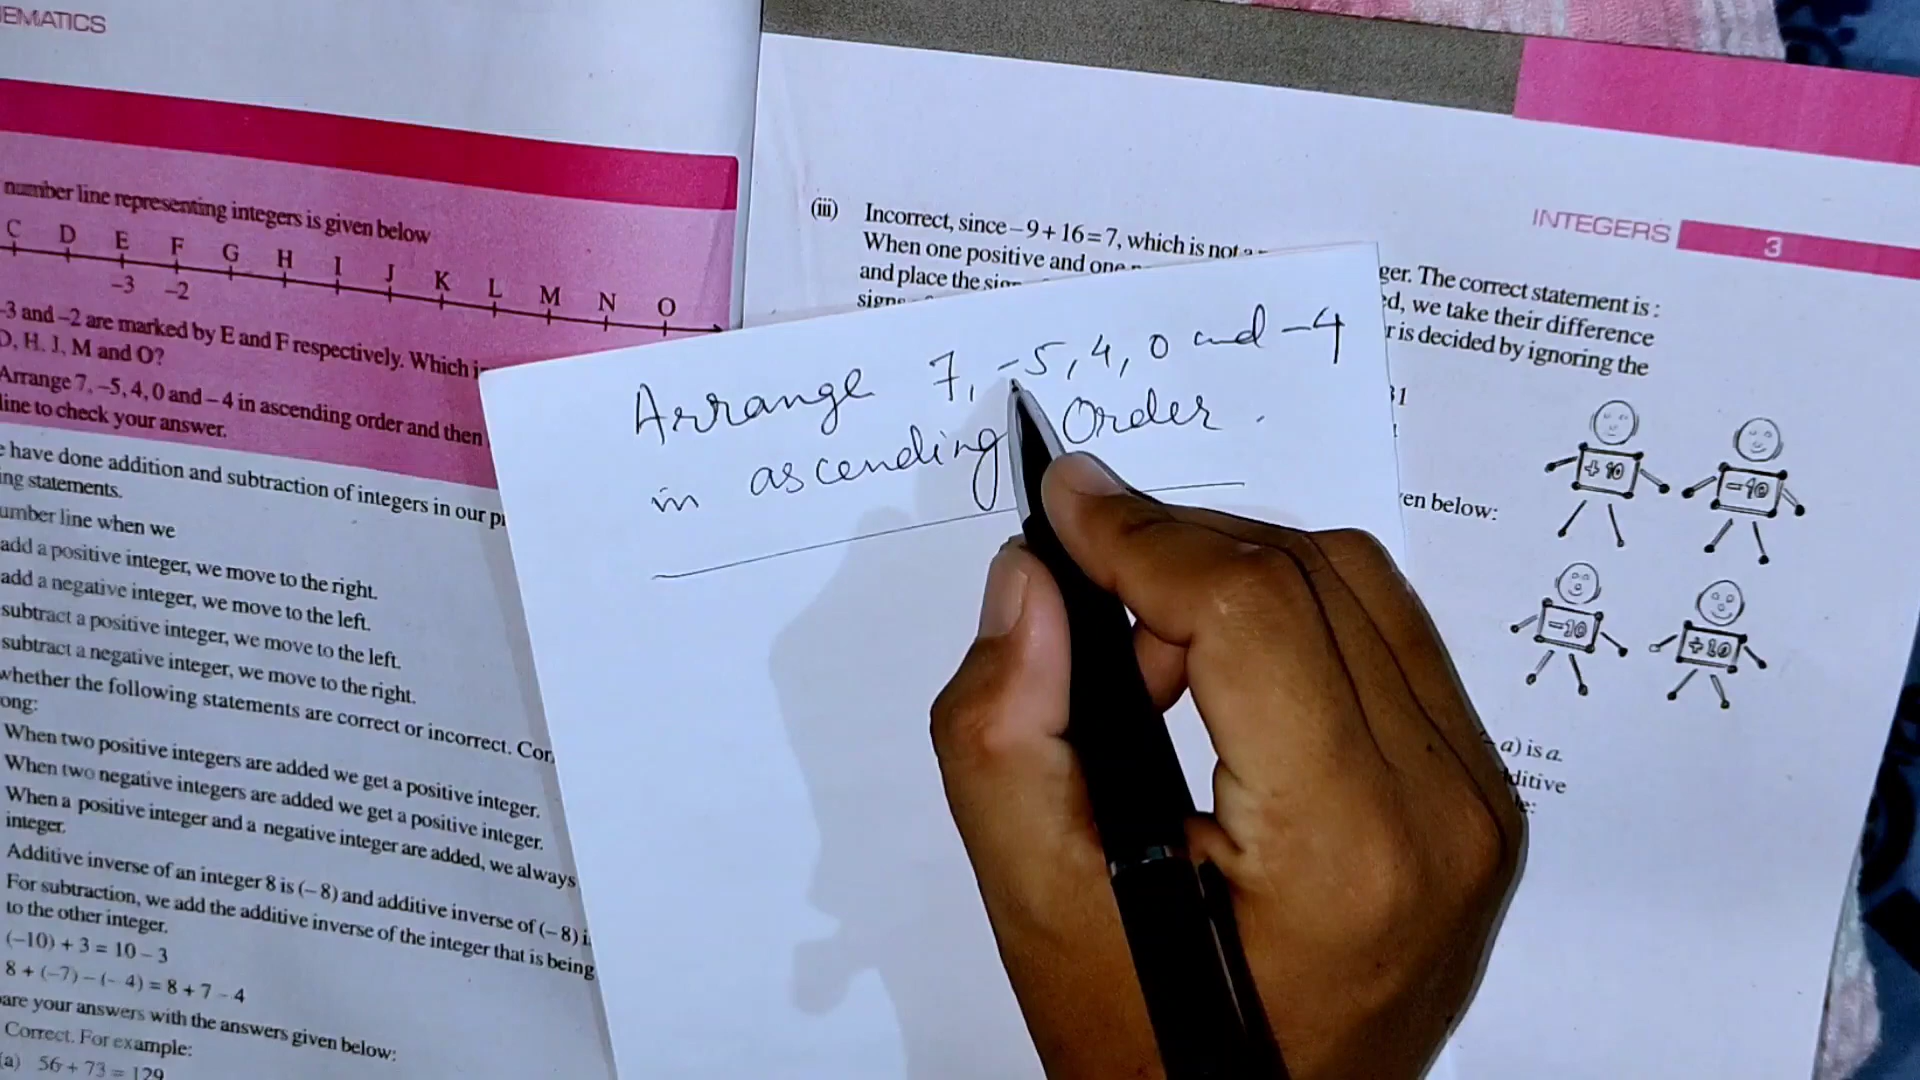 EMATICS
number line representing integers is given below
C D E F G H I J K L M N O
–3 –2
–3 and –2 are marked by E and F respectively. Which i
D, H. J, M and O?
Arrange 7, –5, 4, 0 and – 4 in ascending order and then
line to check your answer.
have done addition and subtraction of integers in our p
ing statements.
umber line when we
add a positive integer, we move to the right.
add a negative integer, we move to the left.
subtract a positive integer, we move to the left.
subtract a negative integer, we move to the right.
whether the following statements are correct or incorrect. Cor
ong:
When two positive integers are added we get a positive integer.
When two negative integers are added we get a positive integer.
When a positive integer and a negative integer are added, we always
integer.
Additive inverse of an integer 8 is (– 8) and additive inverse of (– 8) i
For subtraction, we add the additive inverse of the integer that is being
to the other integer.
(–10) + 3 = 10 – 3
8 + (–7) – (– 4) = 8 + 7 – 4
are your answers with the answers given below:
Correct. For example:
(a) 56 + 73 = 129
INTEGERS 3
(iii) Incorrect, since – 9 + 16 = 7, which is not a
ger. The correct statement is :
When one positive and one
ed, we take their difference
and place the sign
r is decided by ignoring the
signs
31
en below:
+10 –10
–10 +10
– a) is a.
ditive
le:
Arrange 7, -5, 4, 0 and -4
in ascending Order.